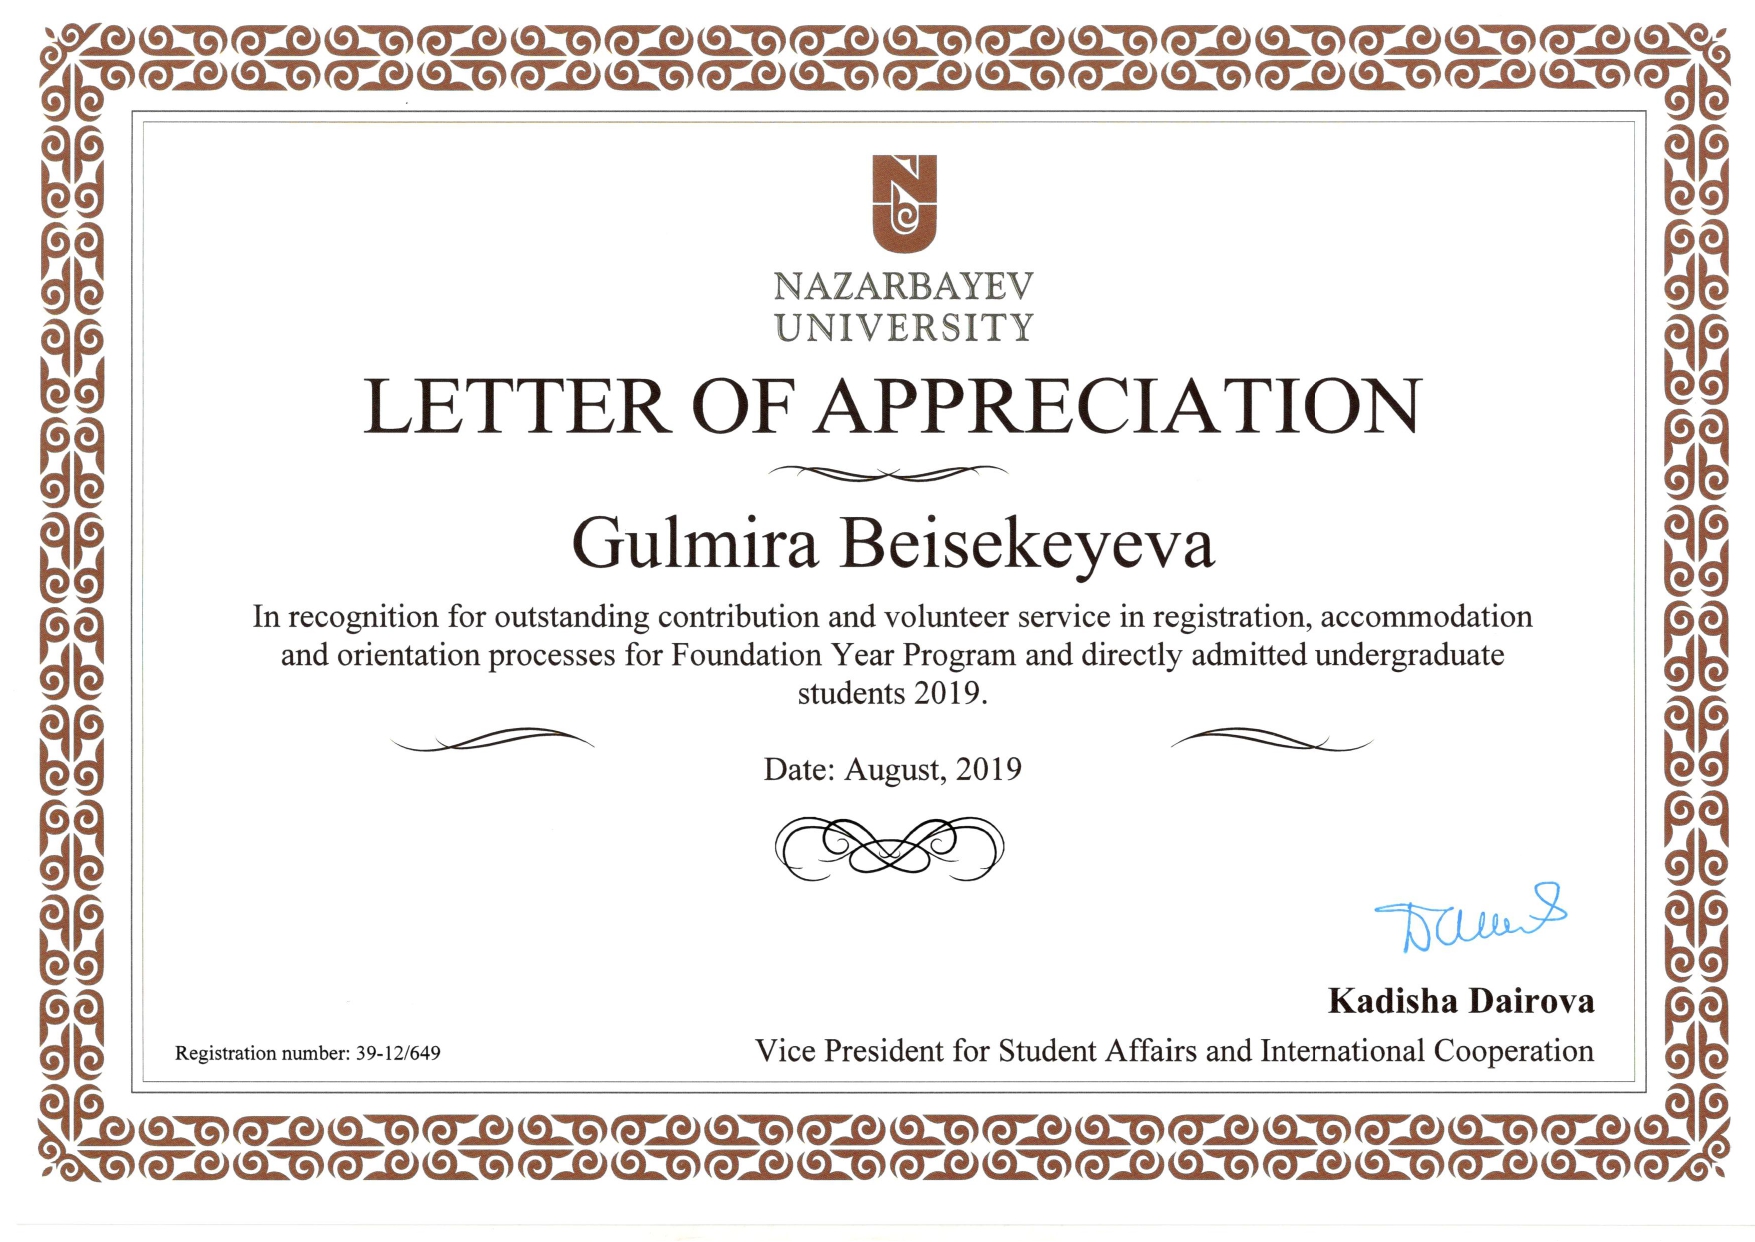 NAZARBAYEV
UNIVERSITY
LETTER OF APPRECIATION
Gulmira Beisekeyeva
In recognition for outstanding contribution and volunteer service in registration, accommodation
and orientation processes for Foundation Year Program and directly admitted undergraduate
students 2019.
Date: August, 2019
Kadisha Dairova
Registration number: 39-12/649
Vice President for Student Affairs and International Cooperation